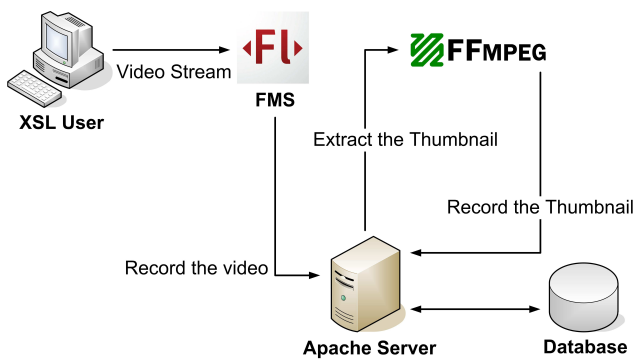 Fl
FFMPEG
Video Stream
FMS
XSL User
Extract the Thumbnail
Record the Thumbnail
Record the video
Apache Server
Database